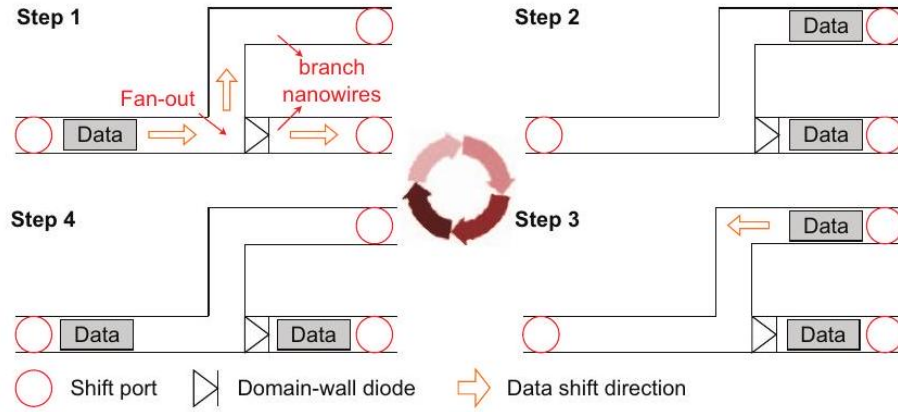 Step 1
Fan-out
branch
nanowires
Data
Step 2
Data
Data
Step 4
Data
Data
Step 3
Data
Data
Shift port
Domain-wall diode
Data shift direction